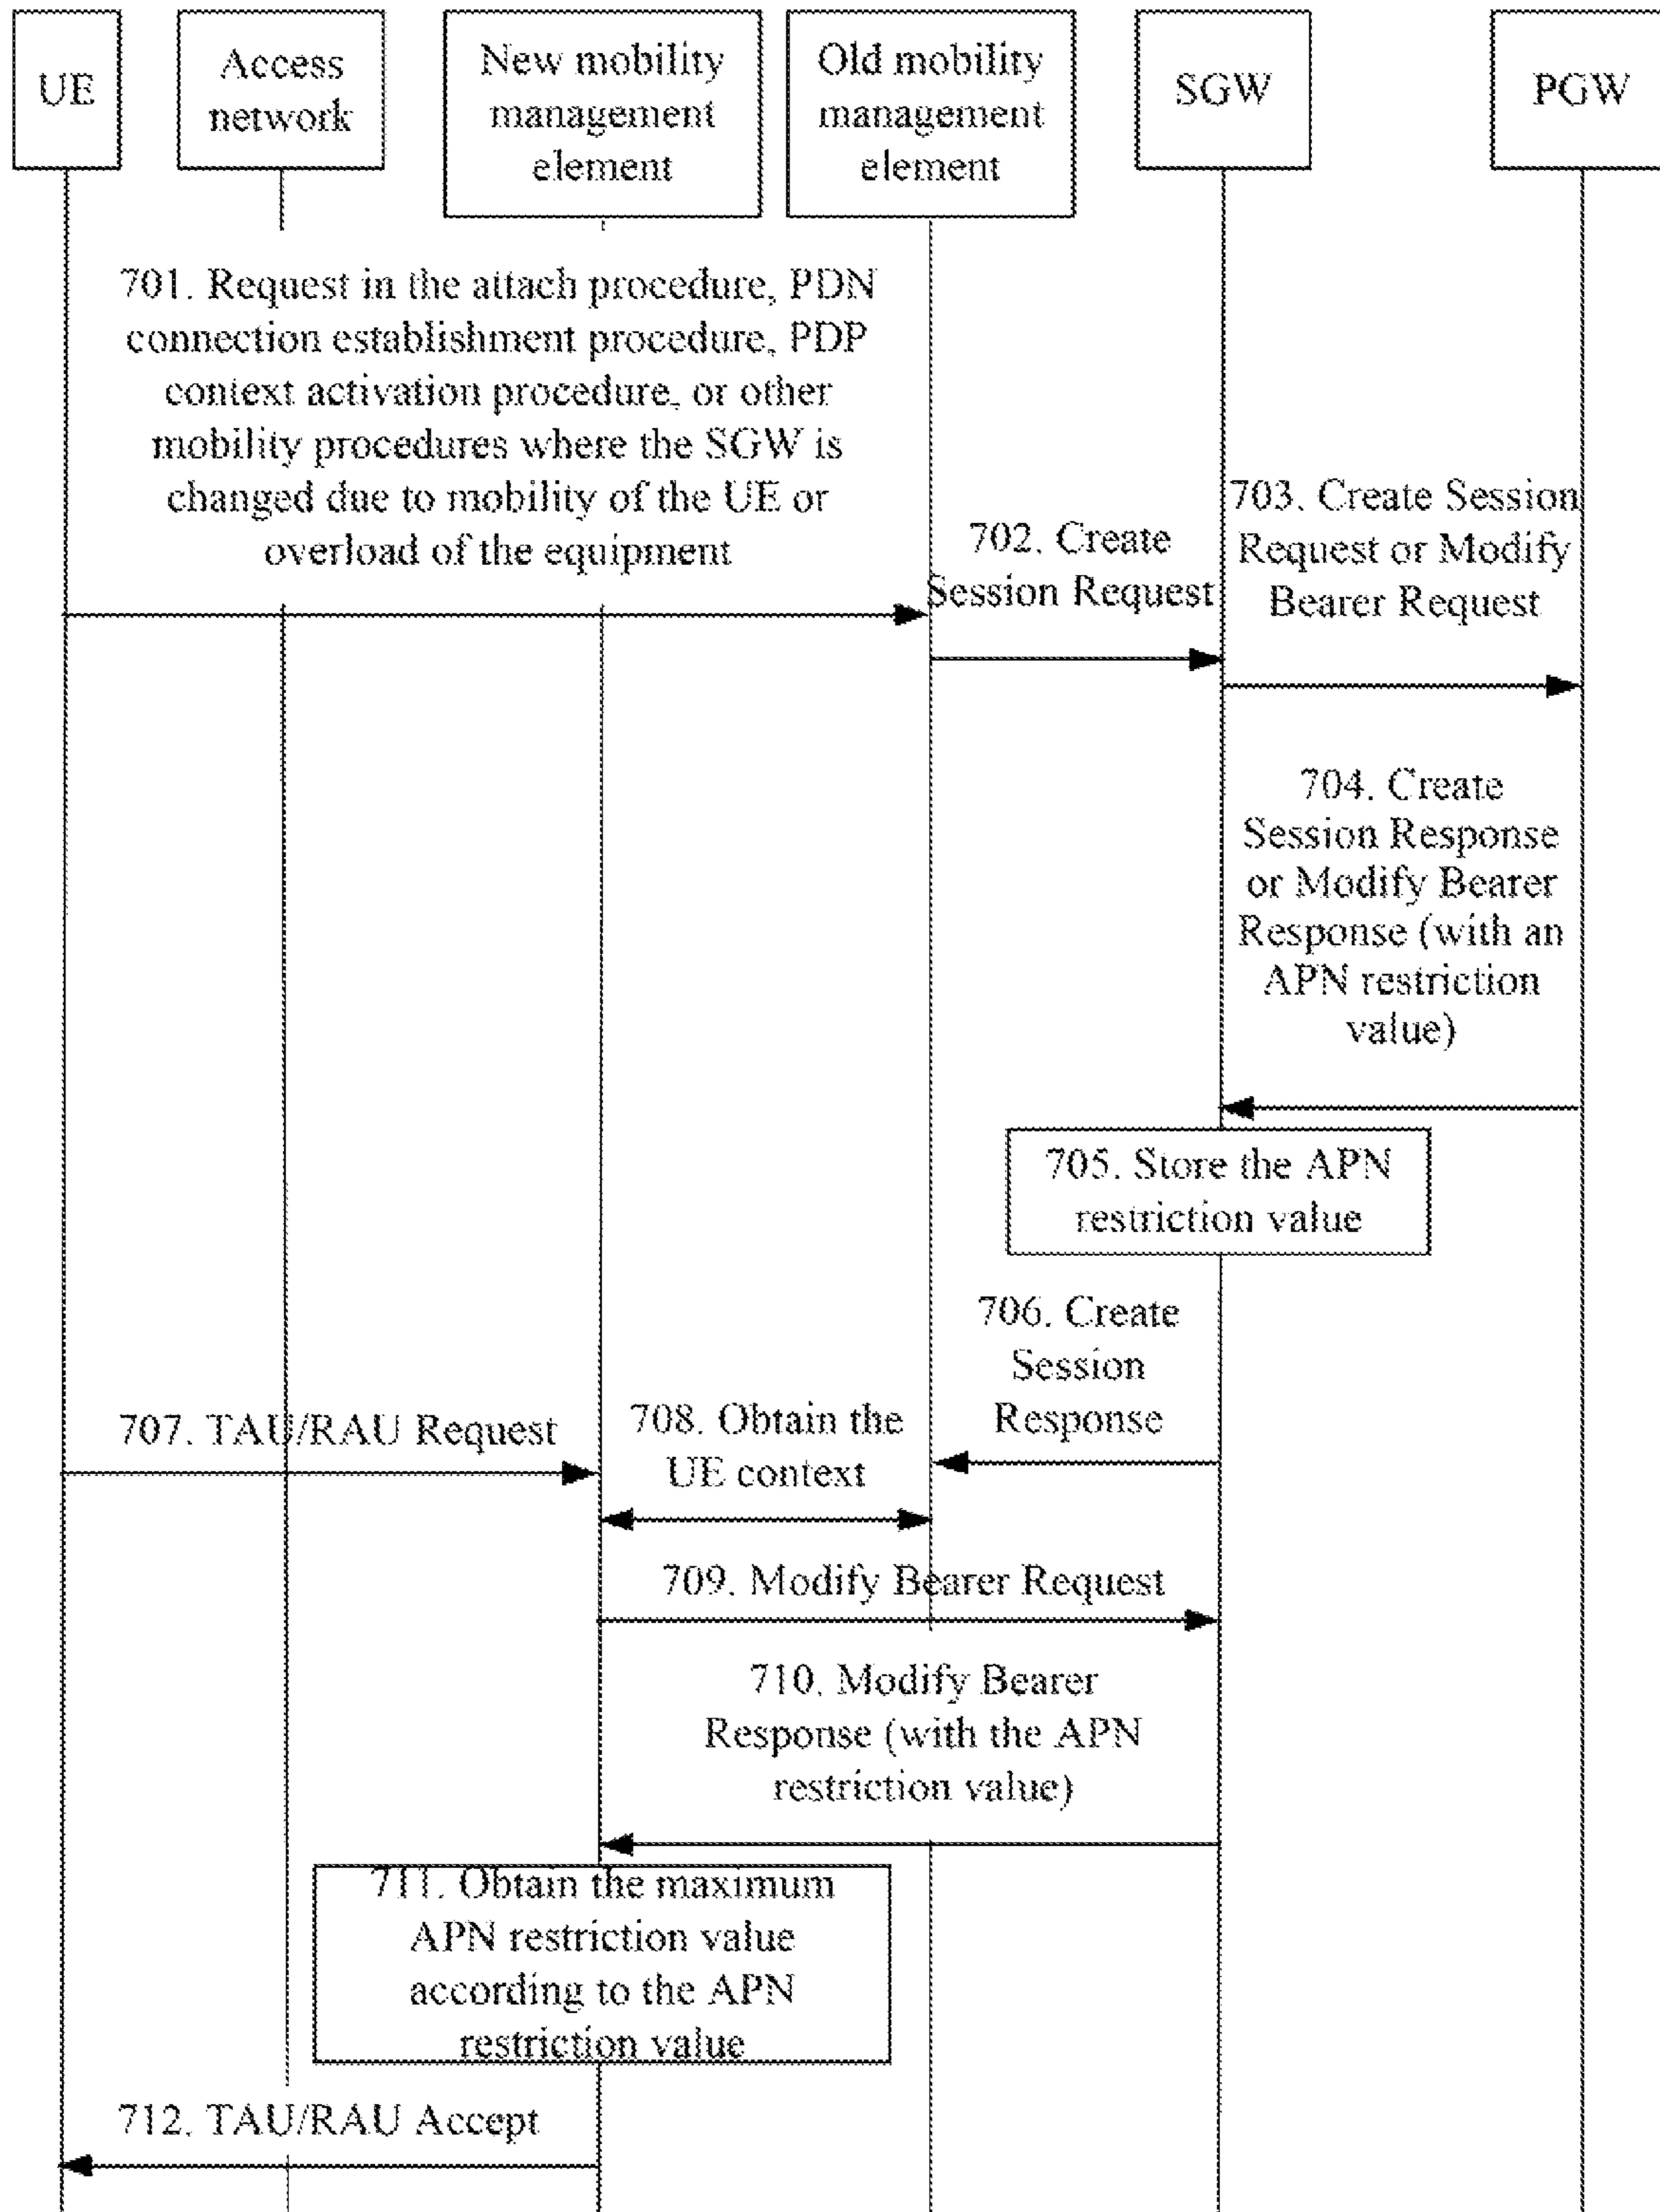 UE
Access
network
New mobility
management
element
Old mobility
management
element
SGW
PGW
701. Request in the attach procedure, PDN
connection establishment procedure, PDP
context activation procedure, or other
mobility procedures where the SGW is
changed due to mobility of the UE or
overload of the equipment
702. Create
Session Request
703. Create Session
Request or Modify
Bearer Request
704. Create
Session Response
or Modify Bearer
Response (with an
APN restriction
value)
705. Store the APN
restriction value
706. Create
Session
Response
707. TAU/RAU Request
708. Obtain the
UE context
709. Modify Bearer Request
710. Modify Bearer
Response (with the APN
restriction value)
711. Obtain the maximum
APN restriction value
according to the APN
restriction value
712. TAU/RAU Accept